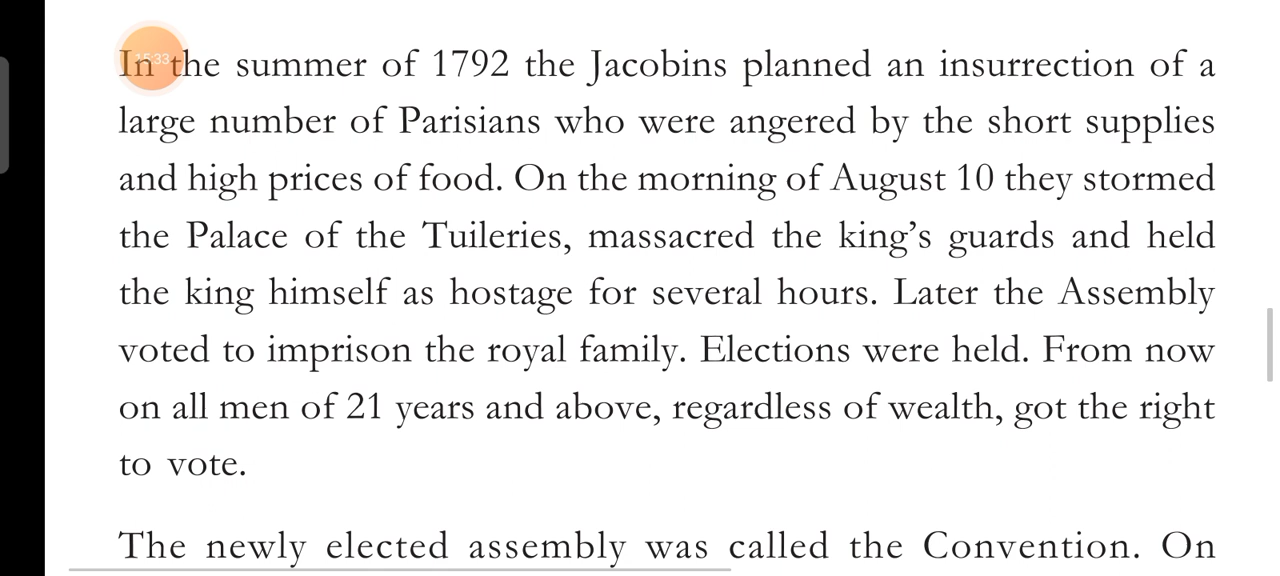 In the summer of 1792 the Jacobins planned an insurrection of a
large number of Parisians who were angered by the short supplies
and high prices of food. On the morning of August 10 they stormed
the Palace of the Tuileries, massacred the king’s guards and held
the king himself as hostage for several hours. Later the Assembly
voted to imprison the royal family. Elections were held. From now
on all men of 21 years and above, regardless of wealth, got the right
to vote.
The newly elected assembly was called the Convention. On
15:33